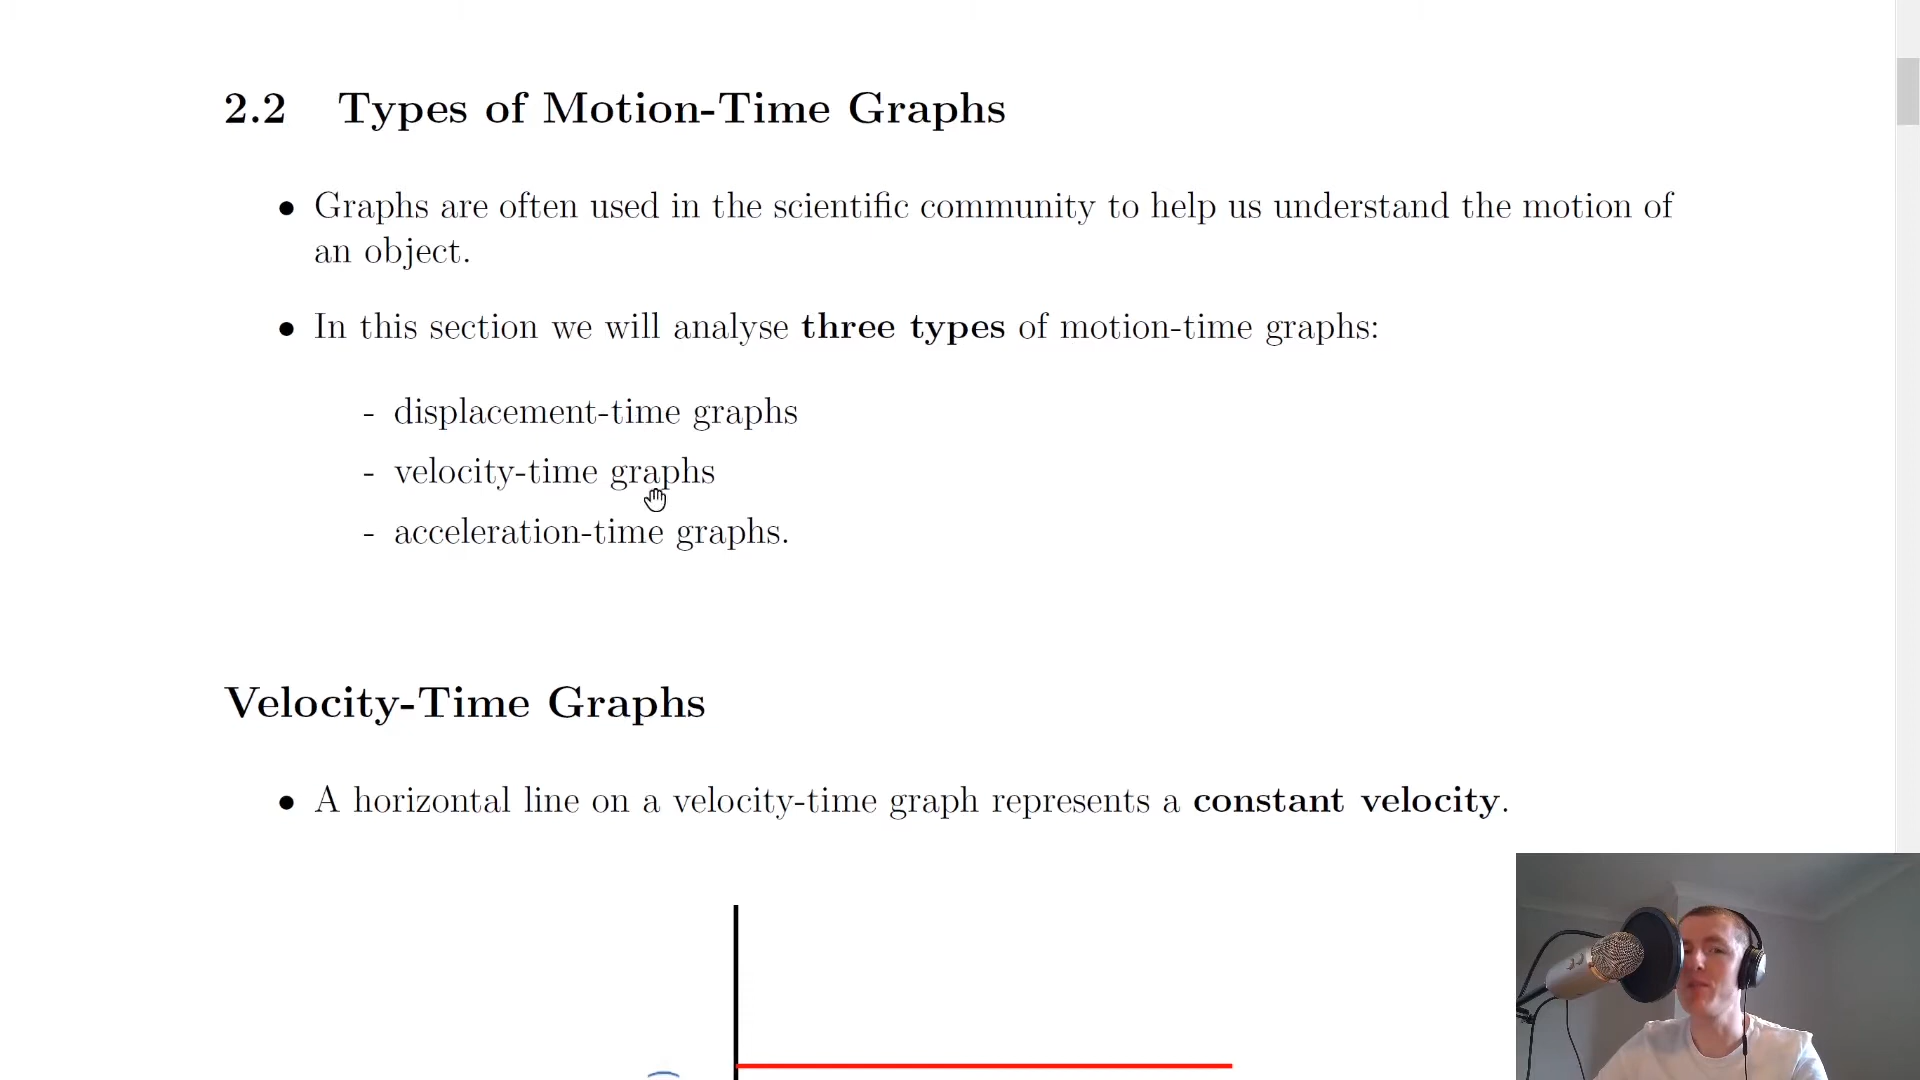 2.2 Types of Motion-Time Graphs
• Graphs are often used in the scientific community to help us understand the motion of
an object.
• In this section we will analyse three types of motion-time graphs:
- displacement-time graphs
- velocity-time graphs
- acceleration-time graphs.
Velocity-Time Graphs
• A horizontal line on a velocity-time graph represents a constant velocity.